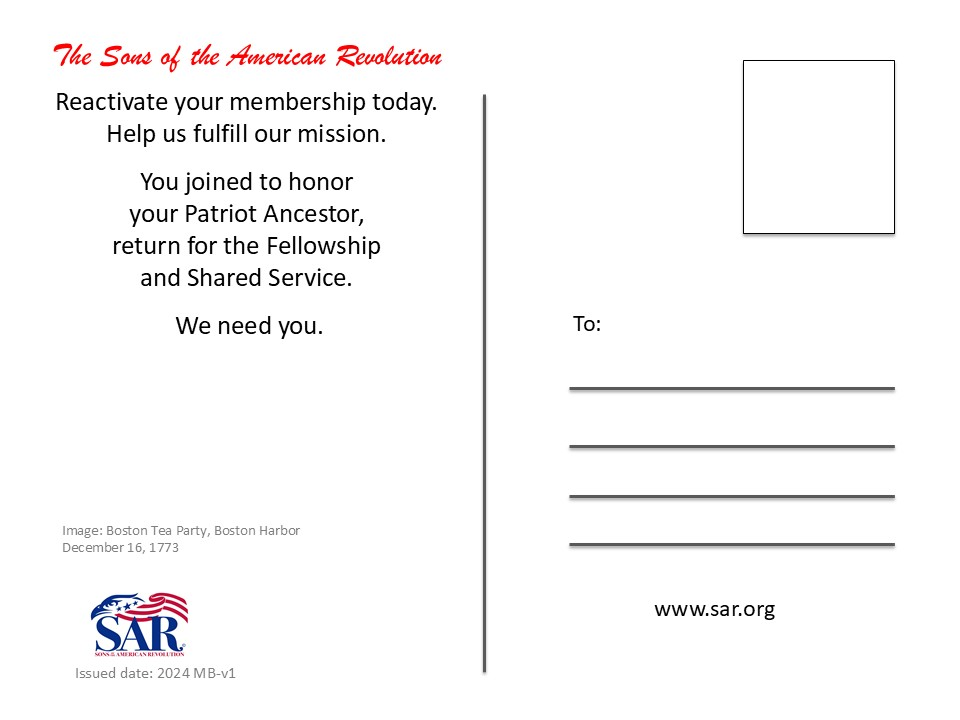 The Sons of the American Revolution
Reactivate your membership today.
Help us fulfill our mission.
You joined to honor
your Patriot Ancestor,
return for the Fellowship
and Shared Service.
We need you.
Image: Boston Tea Party, Boston Harbor
December 16, 1773
SAR®
SONS OF THE AMERICAN REVOLUTION
Issued date: 2024 MB-v1
To:
www.sar.org